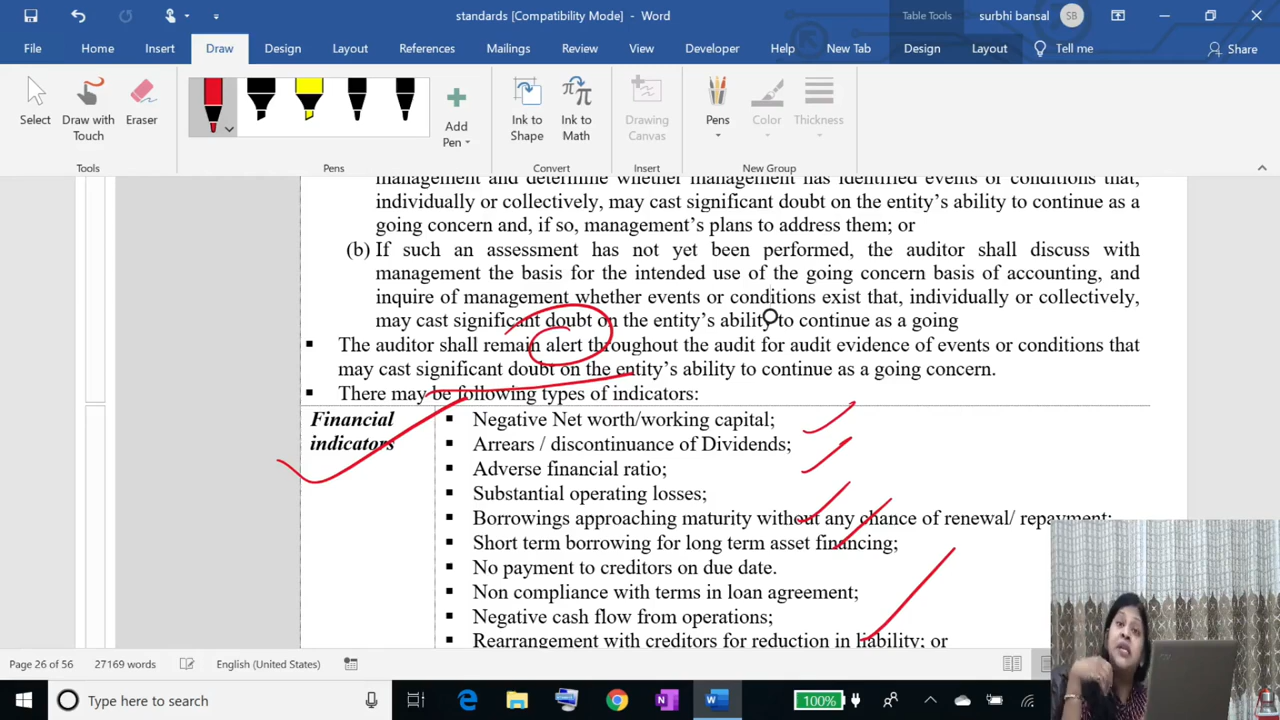 standards [Compatibility Mode] - Word
Table Tools
surbhi bansal
SB
File
Home
Insert
Draw
Design
Layout
References
Mailings
Review
View
Developer
Help
New Tab
Design
Layout
Tell me
Share
Select
Draw with Touch
Eraser
Add Pen
Ink to Shape
Ink to Math
Drawing Canvas
Pens
Color
Thickness
Tools
Pens
Convert
Insert
New Group
management and determine whether management has identified events or conditions that,
individually or collectively, may cast significant doubt on the entity's ability to continue as a
going concern and, if so, management's plans to address them; or
(b) If such an assessment has not yet been performed, the auditor shall discuss with
management the basis for the intended use of the going concern basis of accounting, and
inquire of management whether events or conditions exist that, individually or collectively,
may cast significant doubt on the entity's ability to continue as a going
▪ The auditor shall remain alert throughout the audit for audit evidence of events or conditions that
may cast significant doubt on the entity's ability to continue as a going concern.
▪ There may be following types of indicators:
Financial indicators
▪ Negative Net worth/working capital;
▪ Arrears / discontinuance of Dividends;
▪ Adverse financial ratio;
▪ Substantial operating losses;
▪ Borrowings approaching maturity without any chance of renewal/ repayment;
▪ Short term borrowing for long term asset financing;
▪ No payment to creditors on due date.
▪ Non compliance with terms in loan agreement;
▪ Negative cash flow from operations;
▪ Rearrangement with creditors for reduction in liability; or
Page 26 of 56
27169 words
English (United States)
Type here to search
100%